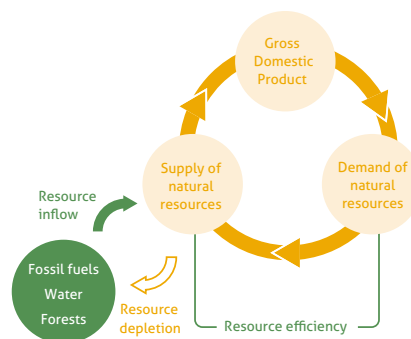 Gross
Domestic
Product
Supply of
natural
resources
Demand of
natural
resources
Resource
inflow
Fossil fuels
Water
Forests
Resource
depletion
Resource efficiency